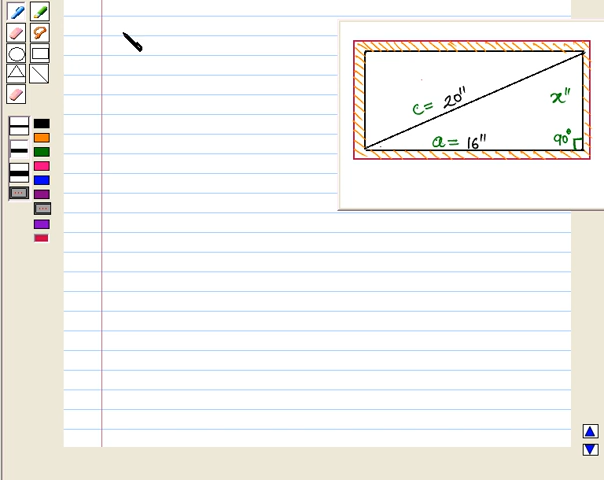 c = 20"
x"
a = 16"
90°